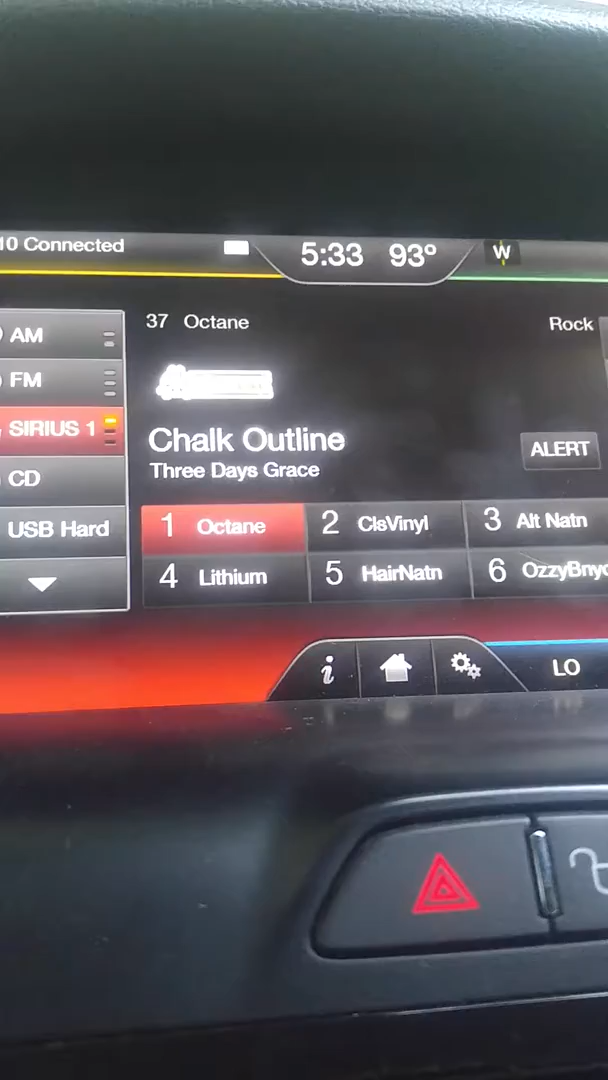 10 Connected
5:33 93° W
AM
FM
SIRIUS 1
CD
USB Hard
37 Octane
Rock
Chalk Outline
Three Days Grace
ALERT
1 Octane
2 ClsVinyl
3 Alt Natn
4 Lithium
5 HairNatn
6 OzzyBnyd
i
LO